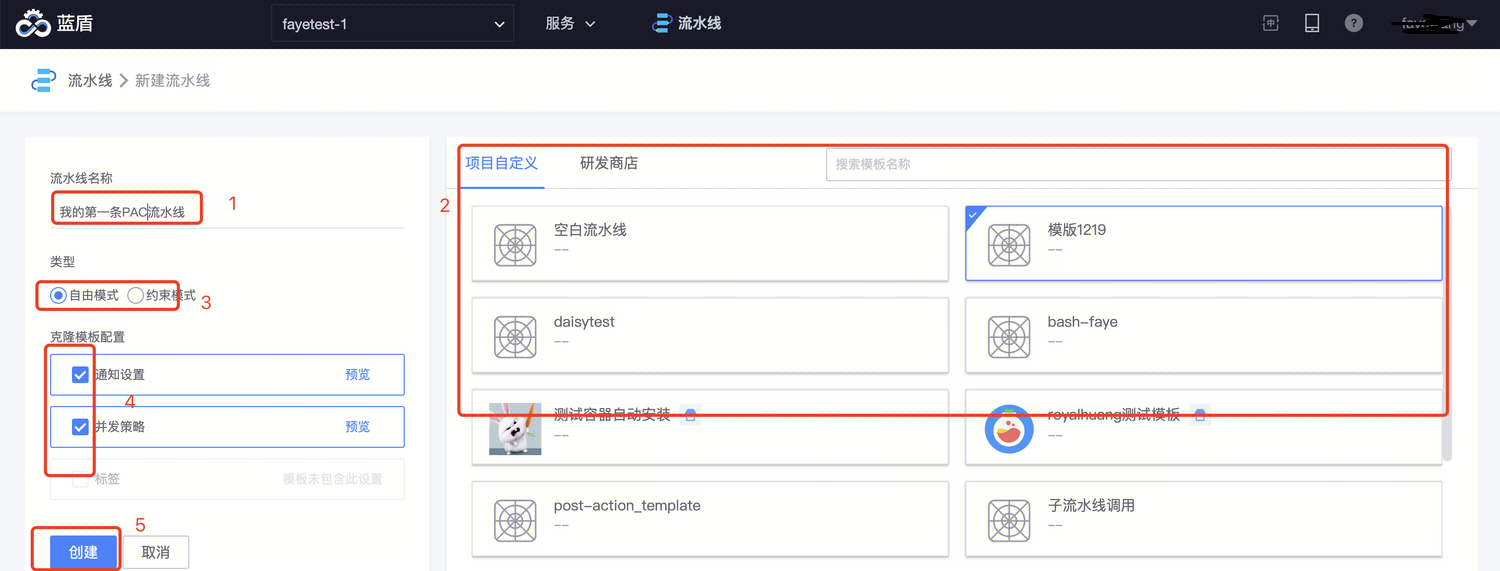 蓝盾
fayetest-1
服务
流水线
流水线
新建流水线
流水线名称
我的第一条PAC流水线
1
类型
自由模式
约束模式
3
克隆模板配置
通知设置
预览
4
并发策略
预览
标签
模板未包含此设置
5
创建
取消
2
项目自定义
研发商店
搜索模板名称
空白流水线
--
模版1219
--
daisytest
--
bash-faye
--
测试容器自动安装
--
royalhuang测试模板
--
post-action_template
--
子流水线调用
--